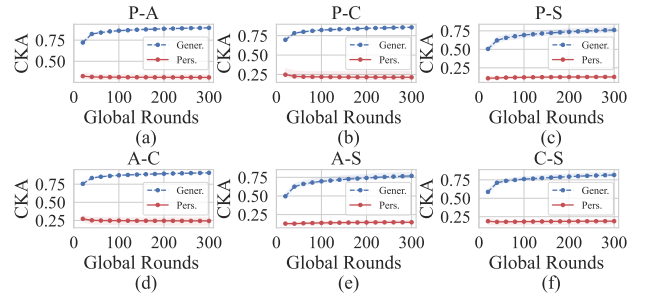 P-A
CKA
0.75
0.50
Gener.
Pers.
0
100
200
300
Global Rounds
(a)
P-C
CKA
0.75
0.50
0.25
Gener.
Pers.
0
100
200
300
Global Rounds
(b)
P-S
CKA
0.75
0.50
0.25
Gener.
Pers.
0
100
200
300
Global Rounds
(c)
A-C
CKA
0.75
0.50
0.25
Gener.
Pers.
0
100
200
300
Global Rounds
(d)
A-S
CKA
0.75
0.50
0.25
Gener.
Pers.
0
100
200
300
Global Rounds
(e)
C-S
CKA
0.75
0.50
0.25
Gener.
Pers.
0
100
200
300
Global Rounds
(f)